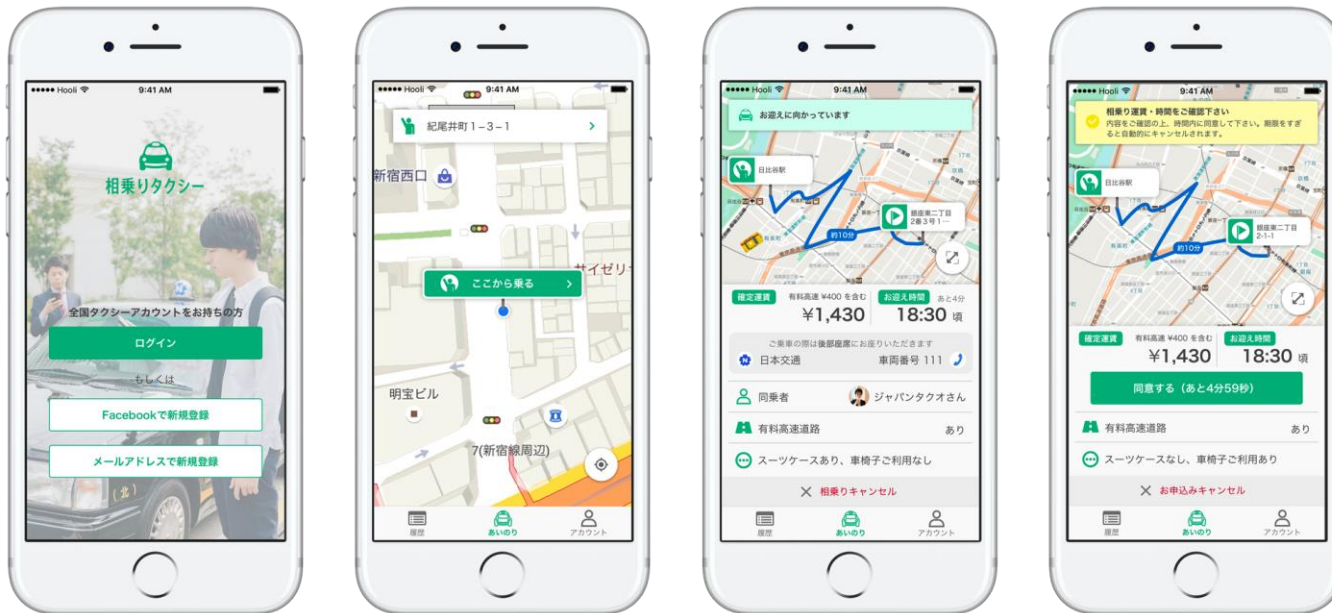 Hooli
9:41 AM
相乗りタクシー
全国タクシーアカウントをお持ちの方
ログイン
もしくは
Facebookで新規登録
メールアドレスで新規登録
(北)
Hooli
9:41 AM
紀尾井町1-3-1
新宿西口
サイゼリ
ここから乗る
明宝ビル
7(新宿線周辺)
履歴
あいのり
アカウント
Hooli
9:41 AM
お迎えに向かっています
日比谷駅
銀座東二丁目
2番3号1…
約10分
確定運賃
有料高速 ¥400 を含む
¥1,430
お迎え時間
あと4分
18:30 頃
ご乗車の際は後部座席にお座りいただきます
日本交通
車両番号 111
同乗者
ジャパンタクオさん
有料高速道路
あり
スーツケースあり、車椅子ご利用なし
相乗りキャンセル
履歴
あいのり
アカウント
Hooli
9:41 AM
相乗り運賃・時間をご確認下さい
内容をご確認の上、時間内に同意して下さい。期限をすぎ
ると自動的にキャンセルされます。
日比谷駅
銀座東二丁目
2-1-1
約10分
確定運賃
有料高速 ¥400 を含む
¥1,430
お迎え時間
18:30 頃
同意する（あと4分59秒）
有料高速道路
あり
スーツケースなし、車椅子ご利用あり
お申込みキャンセル
履歴
あいのり
アカウント